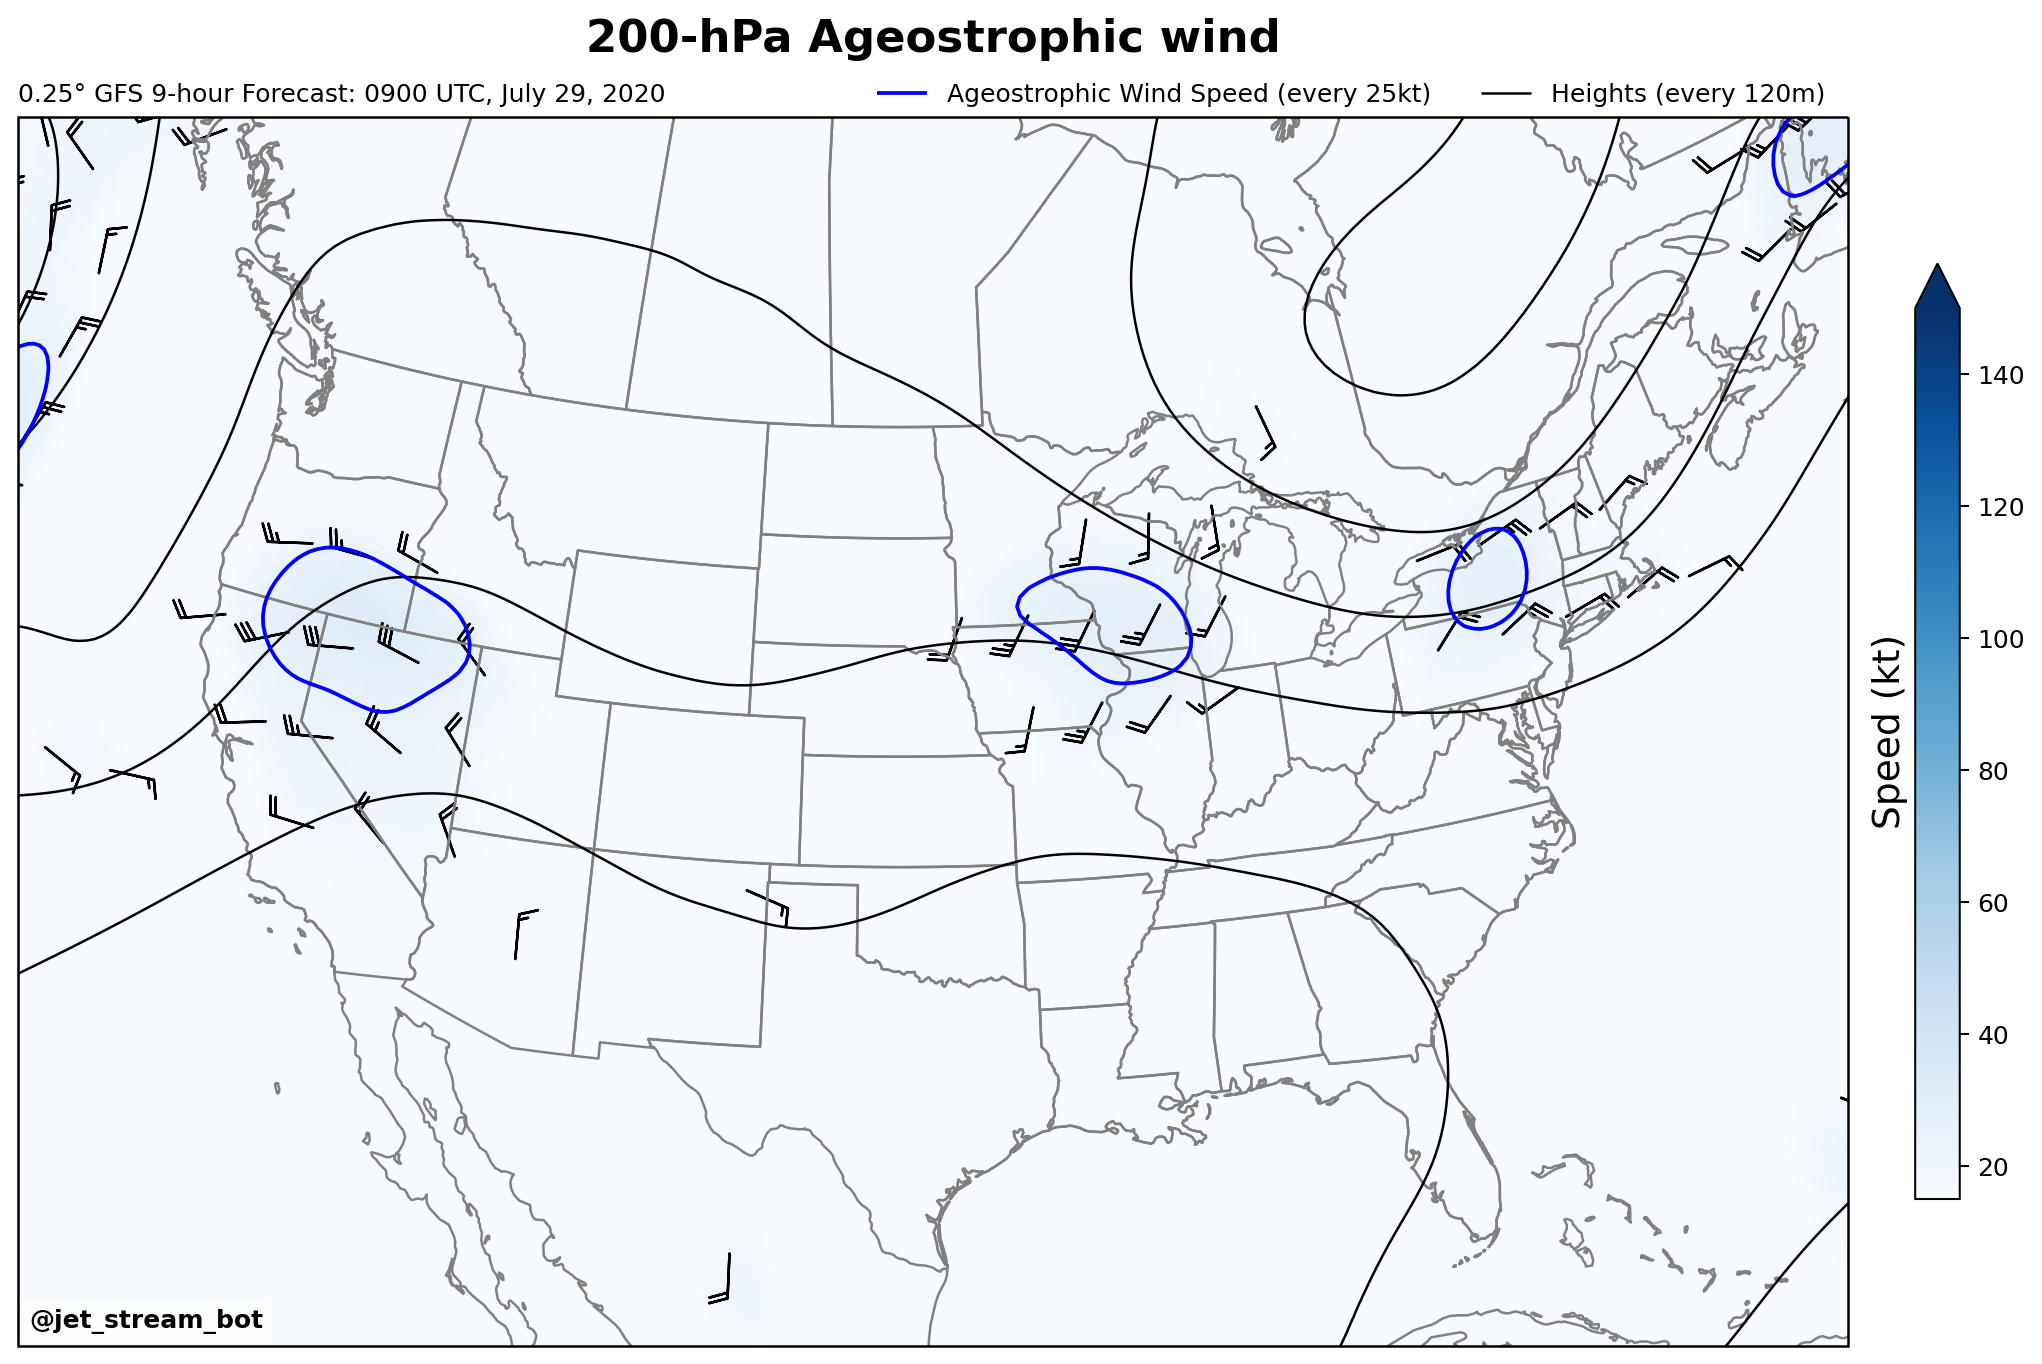 200-hPa Ageostrophic wind
0.25° GFS 9-hour Forecast: 0900 UTC, July 29, 2020
Ageostrophic Wind Speed (every 25kt)
Heights (every 120m)
140
120
100
80
60
40
20
Speed (kt)
@jet_stream_bot